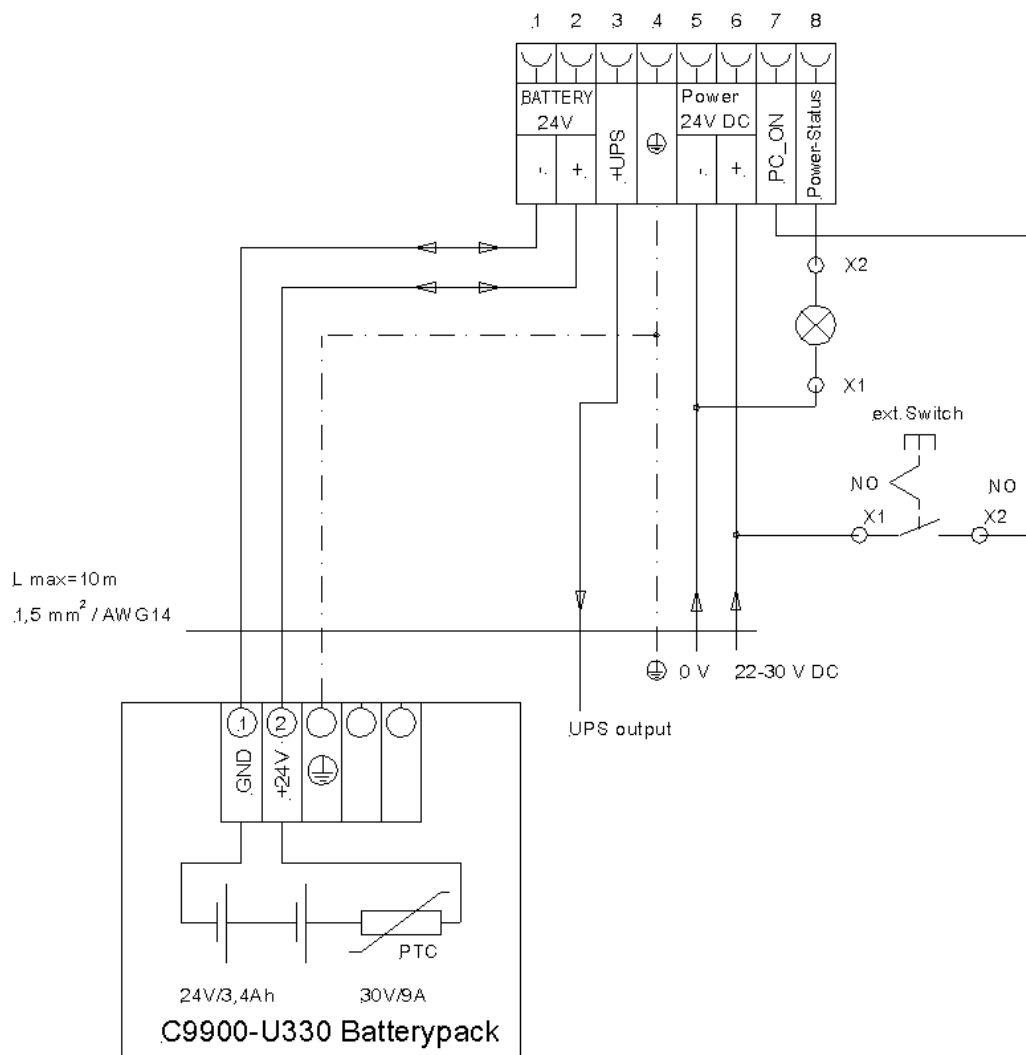 1 2 3 4 5 6 7 8
BATTERY
24V
- +
+UPS
Power
24V DC
- +
PC_ON
Power-Status
X2
X1
ext.Switch
NO NO
X1 X2
L max=10m
1,5 mm² / AWG14
0 V 22-30 V DC
UPS output
1 2
GND +24V
PTC
24V/3,4Ah 30V/9A
C9900-U330 Batterypack